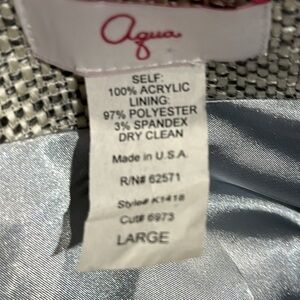 aqua
SELF:
100% ACRYLIC
LINING:
97% POLYESTER
3% SPANDEX
DRY CLEAN
Made in U.S.A.
R/N# 62571
Style# K1418
Cut# 6973
LARGE